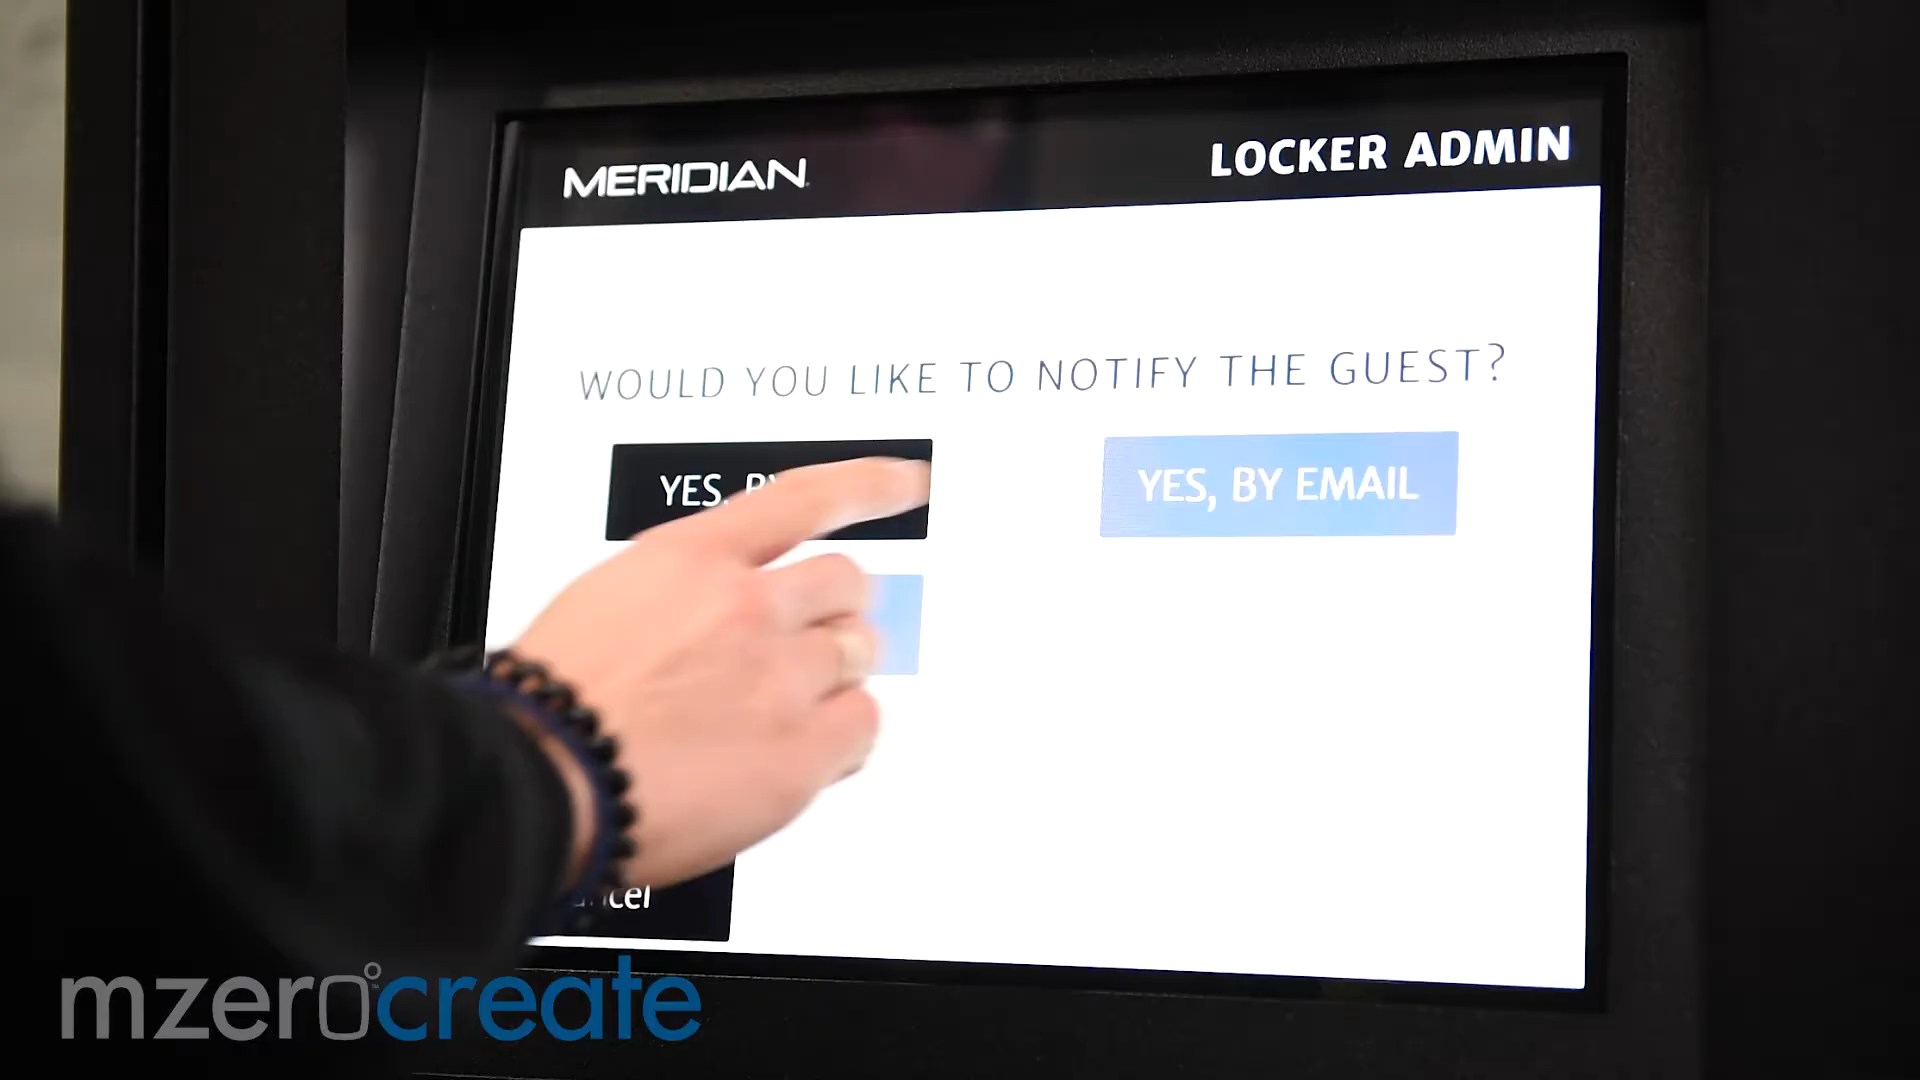 MERIDIAN
LOCKER ADMIN
WOULD YOU LIKE TO NOTIFY THE GUEST?
YES,
YES, BY EMAIL
mzerocreate